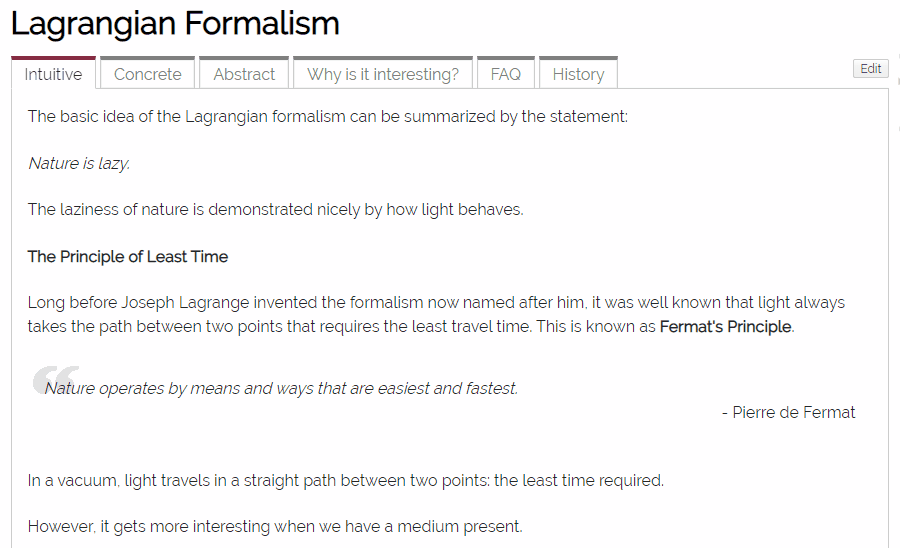 Lagrangian Formalism
Intuitive Concrete Abstract Why is it interesting? FAQ History Edit
The basic idea of the Lagrangian formalism can be summarized by the statement:
Nature is lazy.
The laziness of nature is demonstrated nicely by how light behaves.
The Principle of Least Time
Long before Joseph Lagrange invented the formalism now named after him, it was well known that light always
takes the path between two points that requires the least travel time. This is known as Fermat's Principle.
“Nature operates by means and ways that are easiest and fastest.
- Pierre de Fermat
In a vacuum, light travels in a straight path between two points: the least time required.
However, it gets more interesting when we have a medium present.